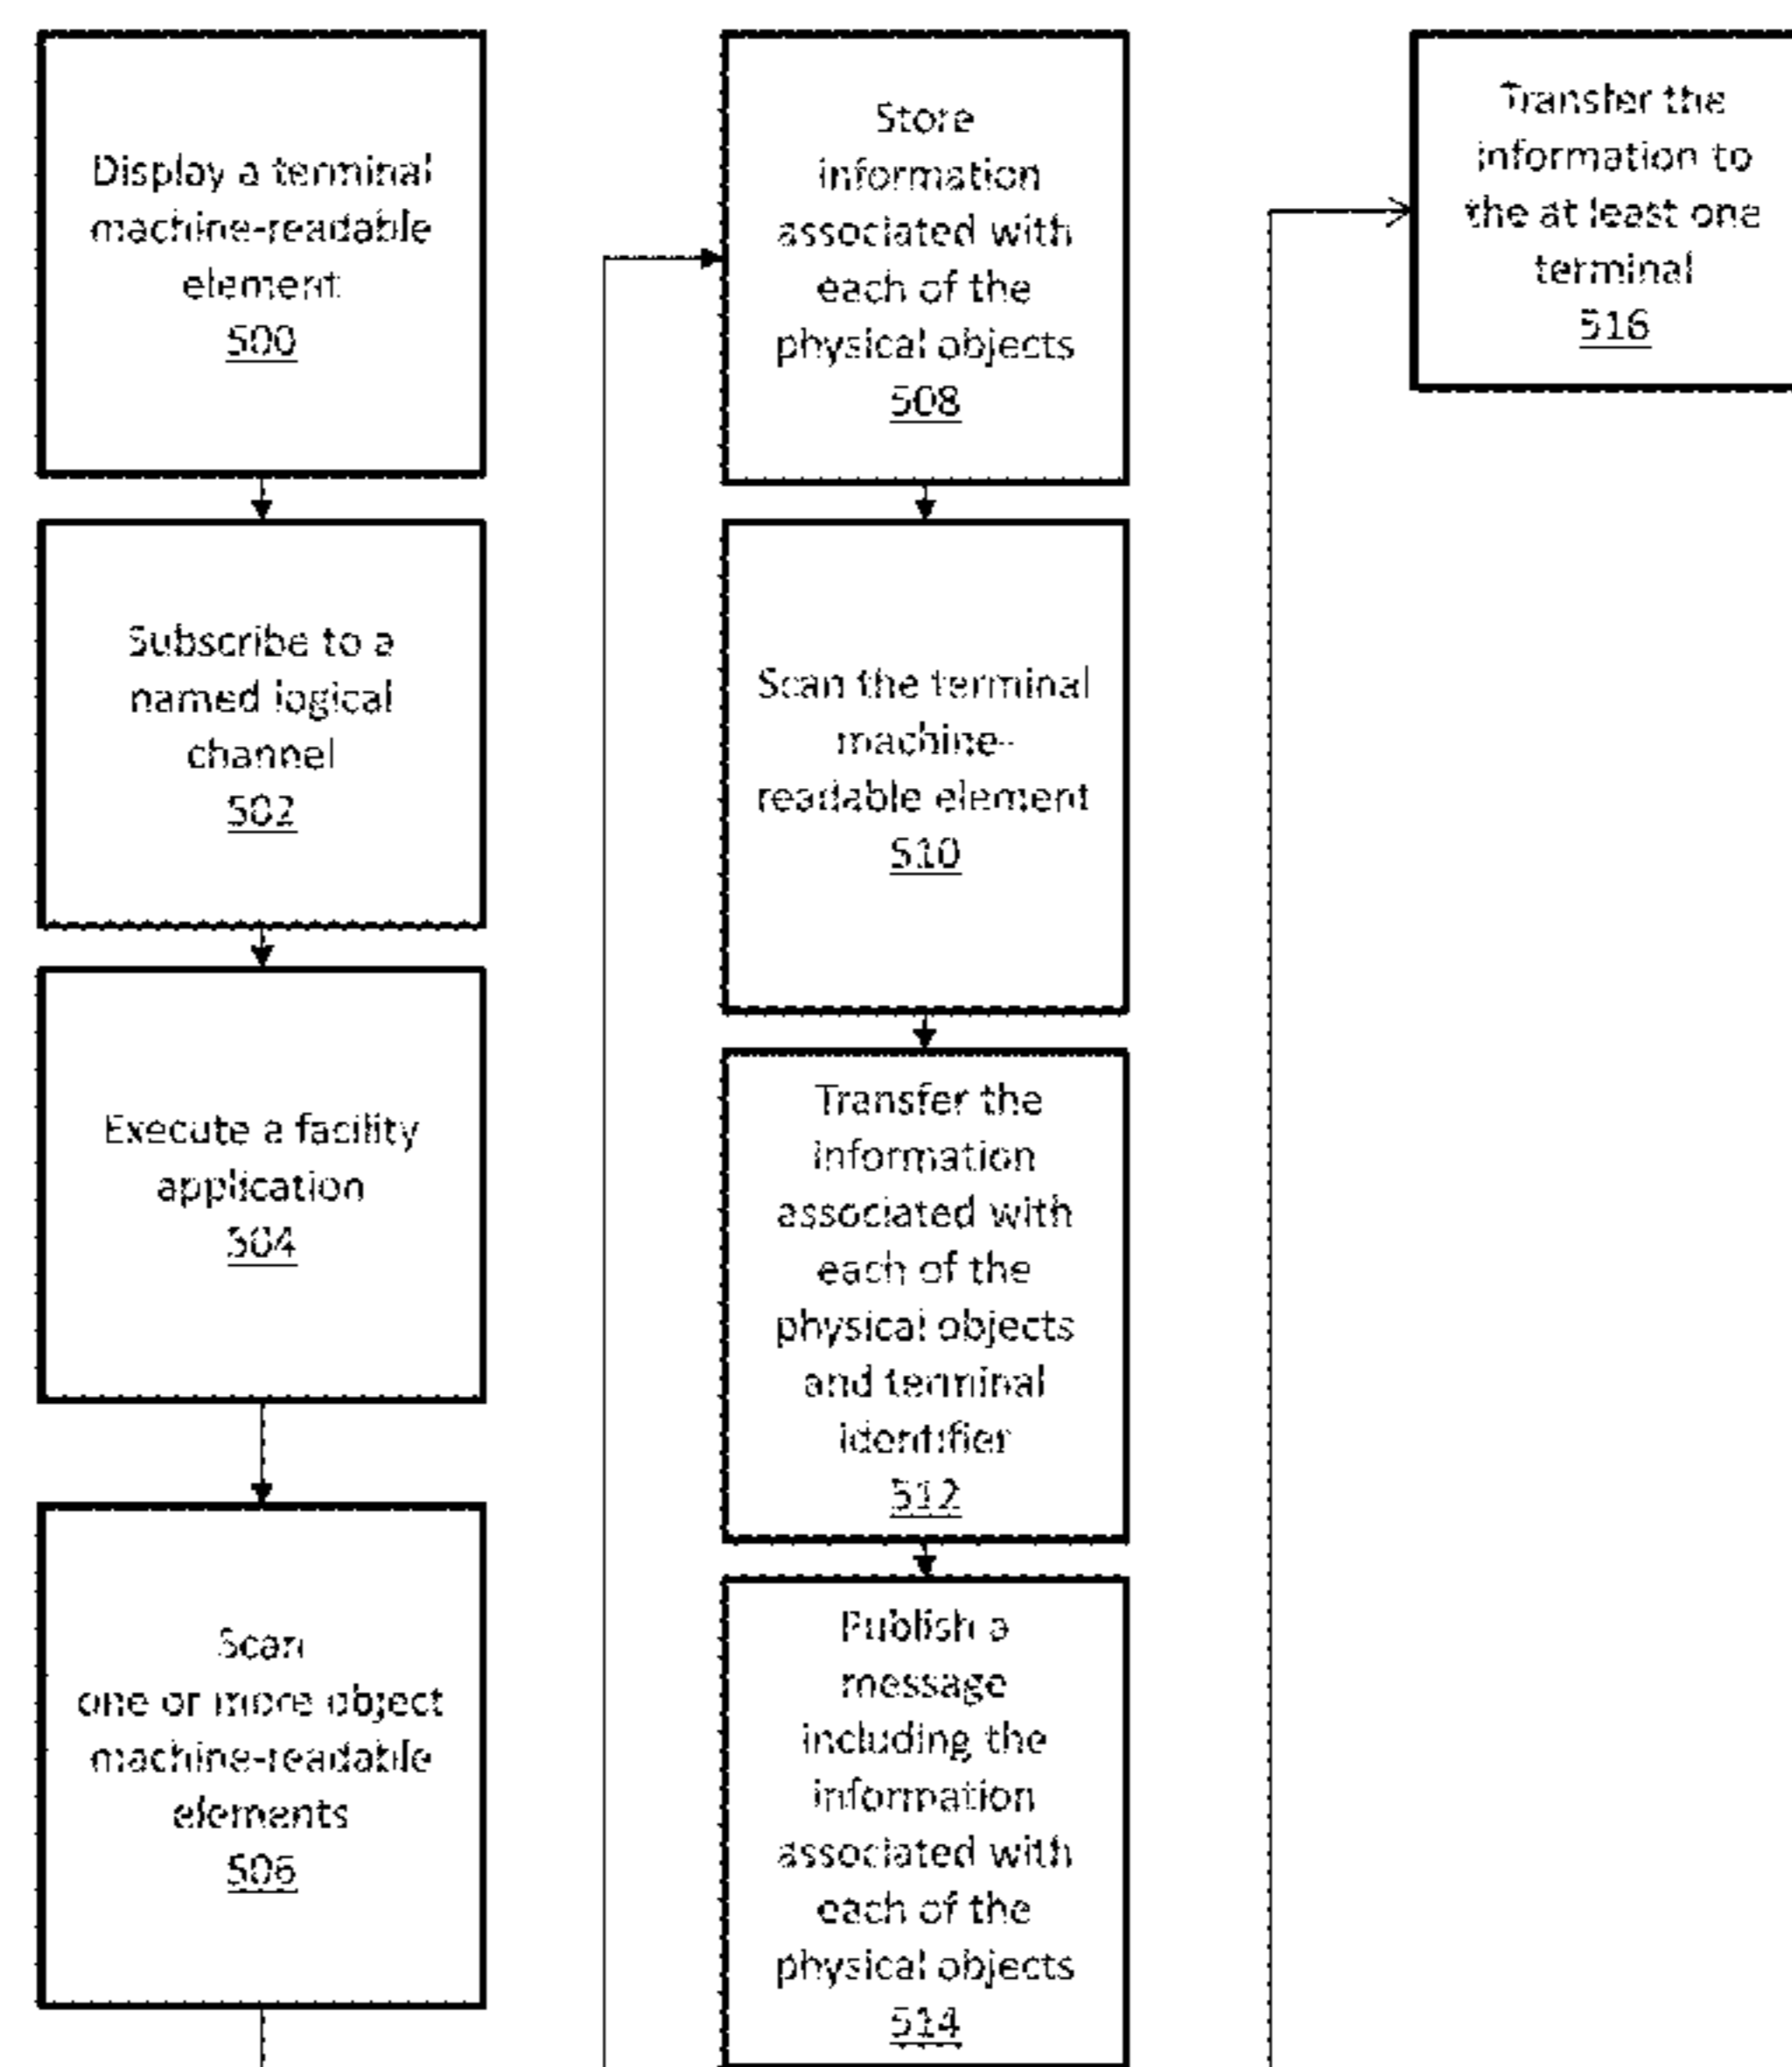 Display a terminal
machine-readable
element
500
Subscribe to a
named logical
channel
502
Execute a facility
application
504
Scan
one or more object
machine-readable
elements
506
Store
information
associated with
each of the
physical objects
508
Scan the terminal
machine-
readable element
510
Transfer the
information
associated with
each of the
physical objects
and terminal
identifier
512
Publish a
message
including the
information
associated with
each of the
physical objects
514
Transfer the
information to
the at least one
terminal
516